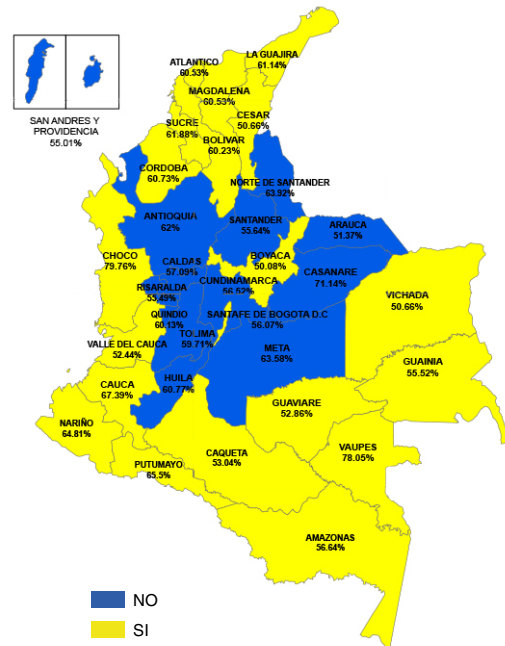 LA GUAJIRA
61.14%
ATLANTICO
60.53%
MAGDALENA
60.53%
SAN ANDRES Y
PROVIDENCIA
55.01%
CESAR
50.66%
SUCRE
61.88%
BOLIVAR
60.23%
CORDOBA
60.73%
NORTE DE SANTANDER
63.92%
ANTIOQUIA
62%
SANTANDER
55.64%
ARAUCA
51.37%
CHOCO
79.76%
CALDAS
57.09%
BOYACA
50.08%
CASANARE
71.14%
CUNDINAMARCA
56.52%
RISARALDA
55.49%
VICHADA
50.66%
QUINDIO
60.13%
SANTAFE DE BOGOTA D.C
56.07%
TOLIMA
59.71%
VALLE DEL CAUCA
52.44%
META
63.58%
GUAINIA
55.52%
HUILA
60.77%
CAUCA
67.39%
GUAVIARE
52.86%
NARIÑO
64.81%
VAUPES
78.05%
CAQUETA
53.04%
PUTUMAYO
65.5%
AMAZONAS
56.64%
NO
SI